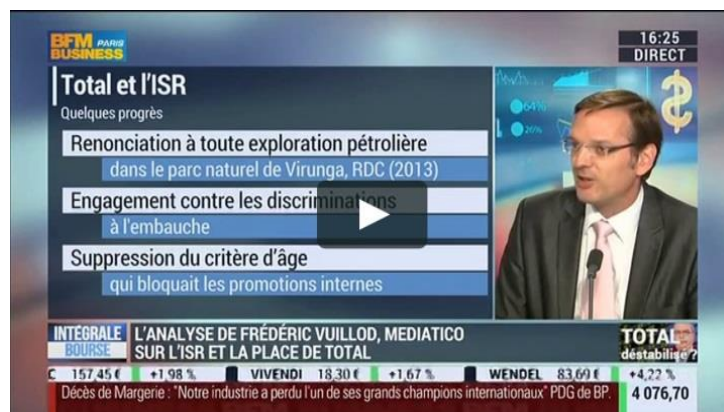 BFM PARIS
BUSINESS
16:25
DIRECT
Total et l'ISR
Quelques progrès
Renonciation à toute exploration pétrolière
dans le parc naturel de Virunga, RDC (2013)
Engagement contre les discriminations
à l'embauche
Suppression du critère d'âge
qui bloquait les promotions internes
64%
26%
INTÉGRALE
BOURSE
L'ANALYSE DE FRÉDÉRIC VUILLOD, MEDIATICO
SUR L'ISR ET LA PLACE DE TOTAL
TOTAL
déstabilisé ?
C 157,45 € +1,98 % VIVENDI 18,30 € +1,67 % WENDEL 83,69 € +4,22 %
Décès de Margerie : "Notre industrie a perdu l'un de ses grands champions internationaux" PDG de BP.
4 076,70